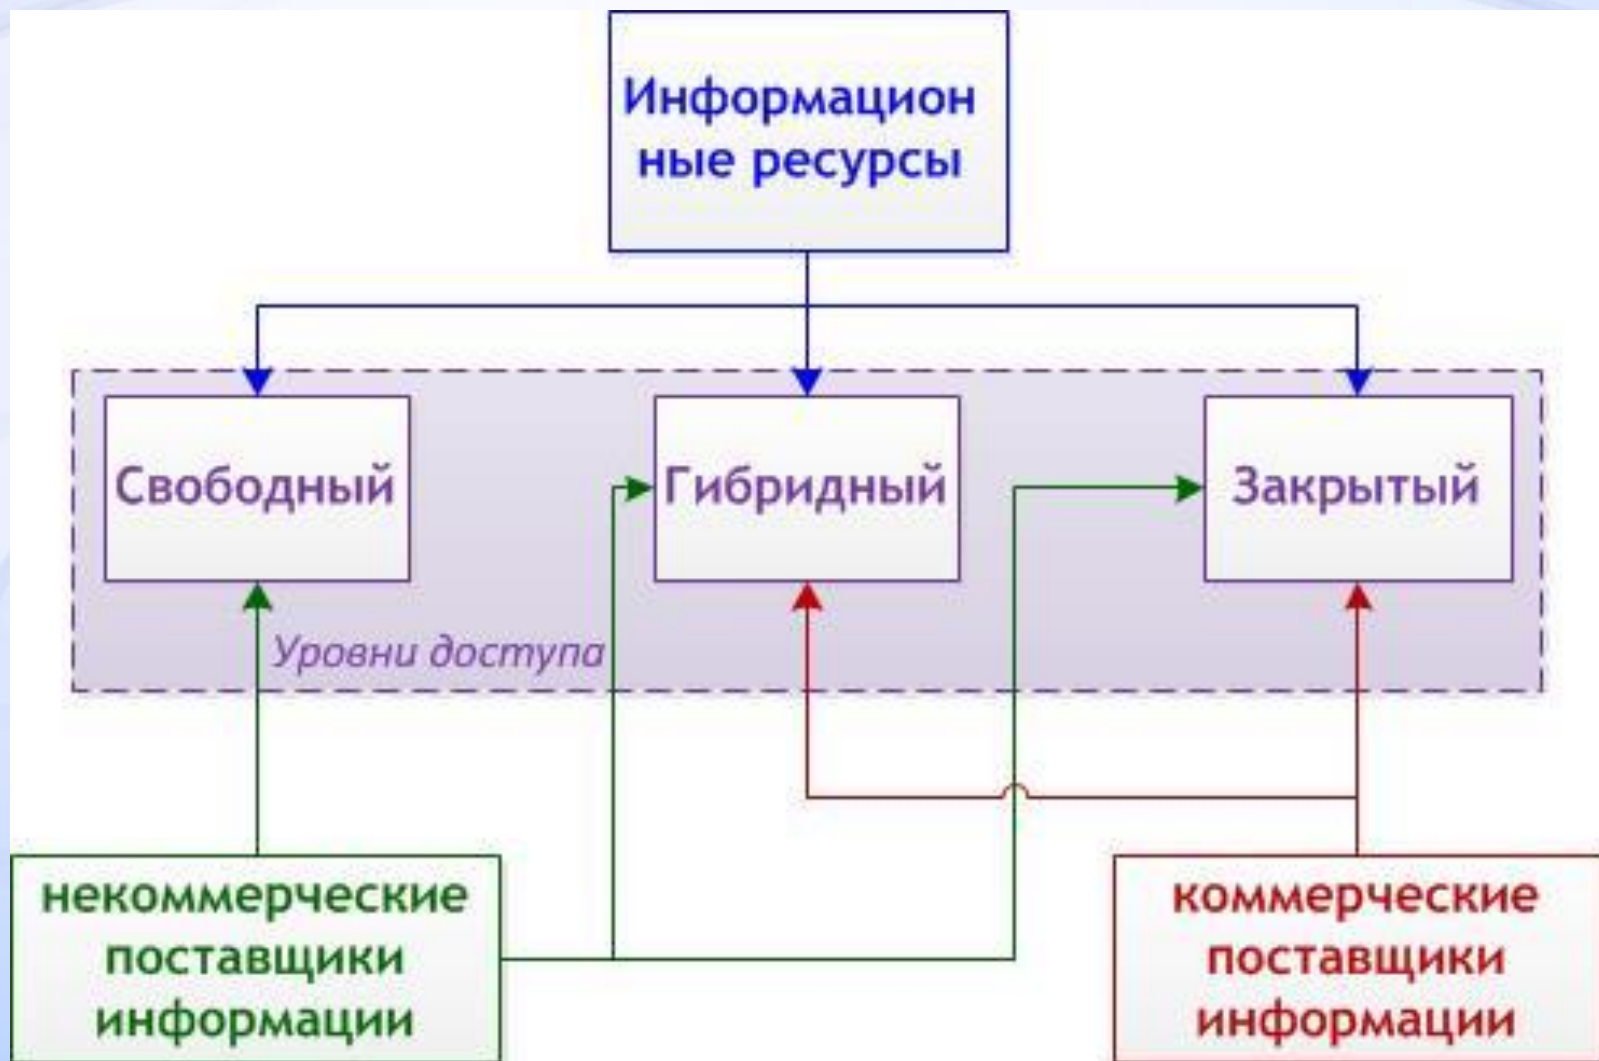 Информацион
ные ресурсы
Свободный
Гибридный
Закрытый
Уровни доступа
некоммерческие
поставщики
информации
коммерческие
поставщики
информации